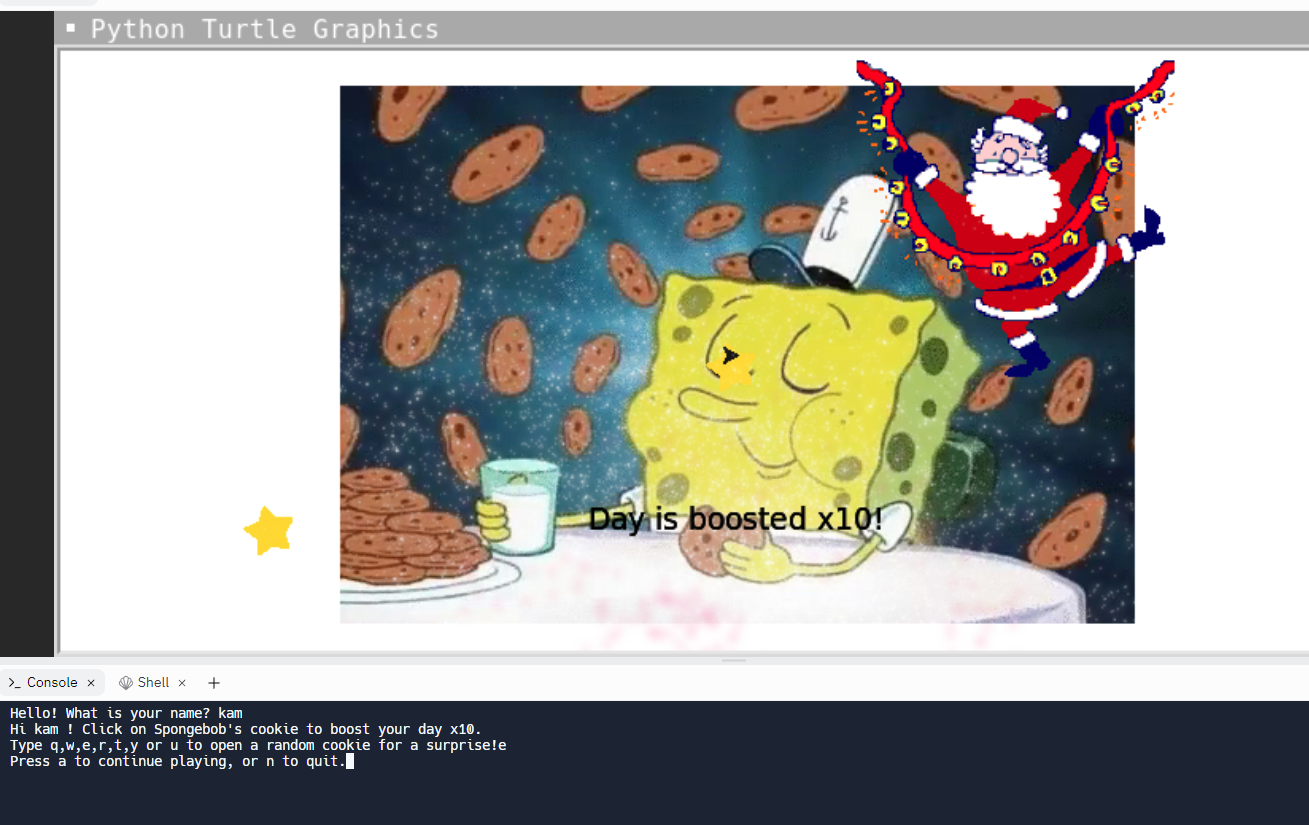 Python Turtle Graphics
Day is boosted x10!
Console
Shell
Hello! What is your name? kam
Hi kam ! Click on Spongebob's cookie to boost your day x10.
Type q,w,e,r,t,y or u to open a random cookie for a surprise!e
Press a to continue playing, or n to quit.